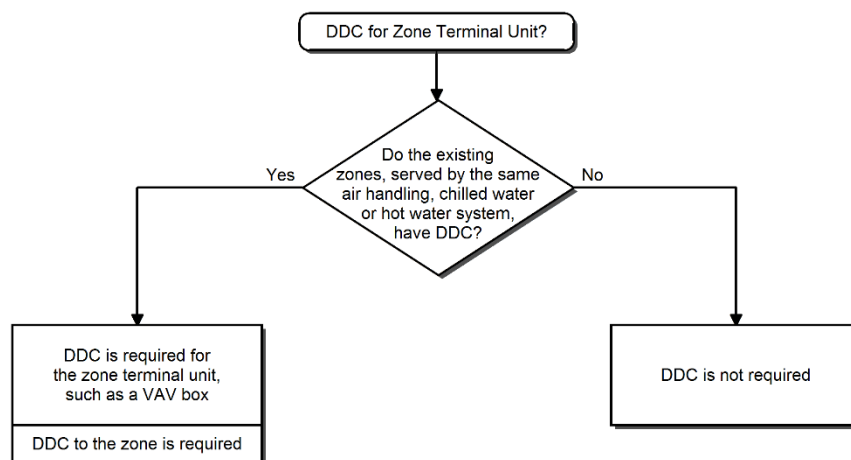 DDC for Zone Terminal Unit?
Do the existing
zones, served by the same
air handling, chilled water
or hot water system,
have DDC?
Yes
No
DDC is required for
the zone terminal unit,
such as a VAV box
DDC to the zone is required
DDC is not required